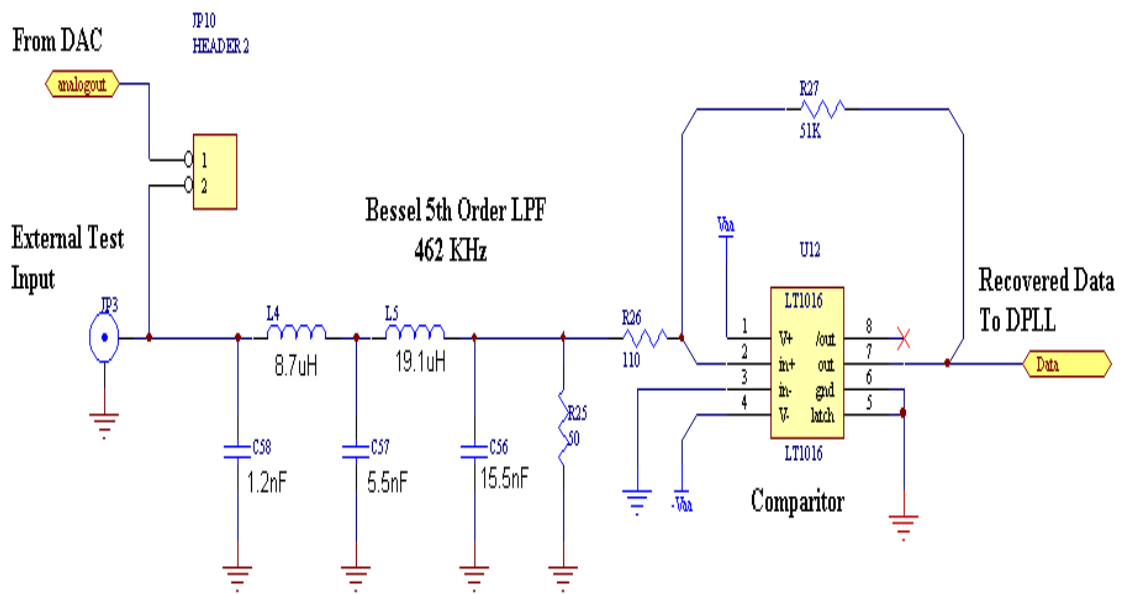 From DAC
analogout
JP10
HEADER 2
1
2
External Test
Input
JP3
Bessel 5th Order LPF
462 KHz
L4
8.7uH
L5
19.1uH
C58
1.2nF
C57
5.5nF
C56
15.5nF
R25
50
R26
110
R27
51K
Vaa
U12
LT1016
1 V+ /out 8
2 in+ out 7
3 in- gnd 6
4 V- latch 5
LT1016
-Vaa
Comparitor
Recovered Data
To DPLL
Data